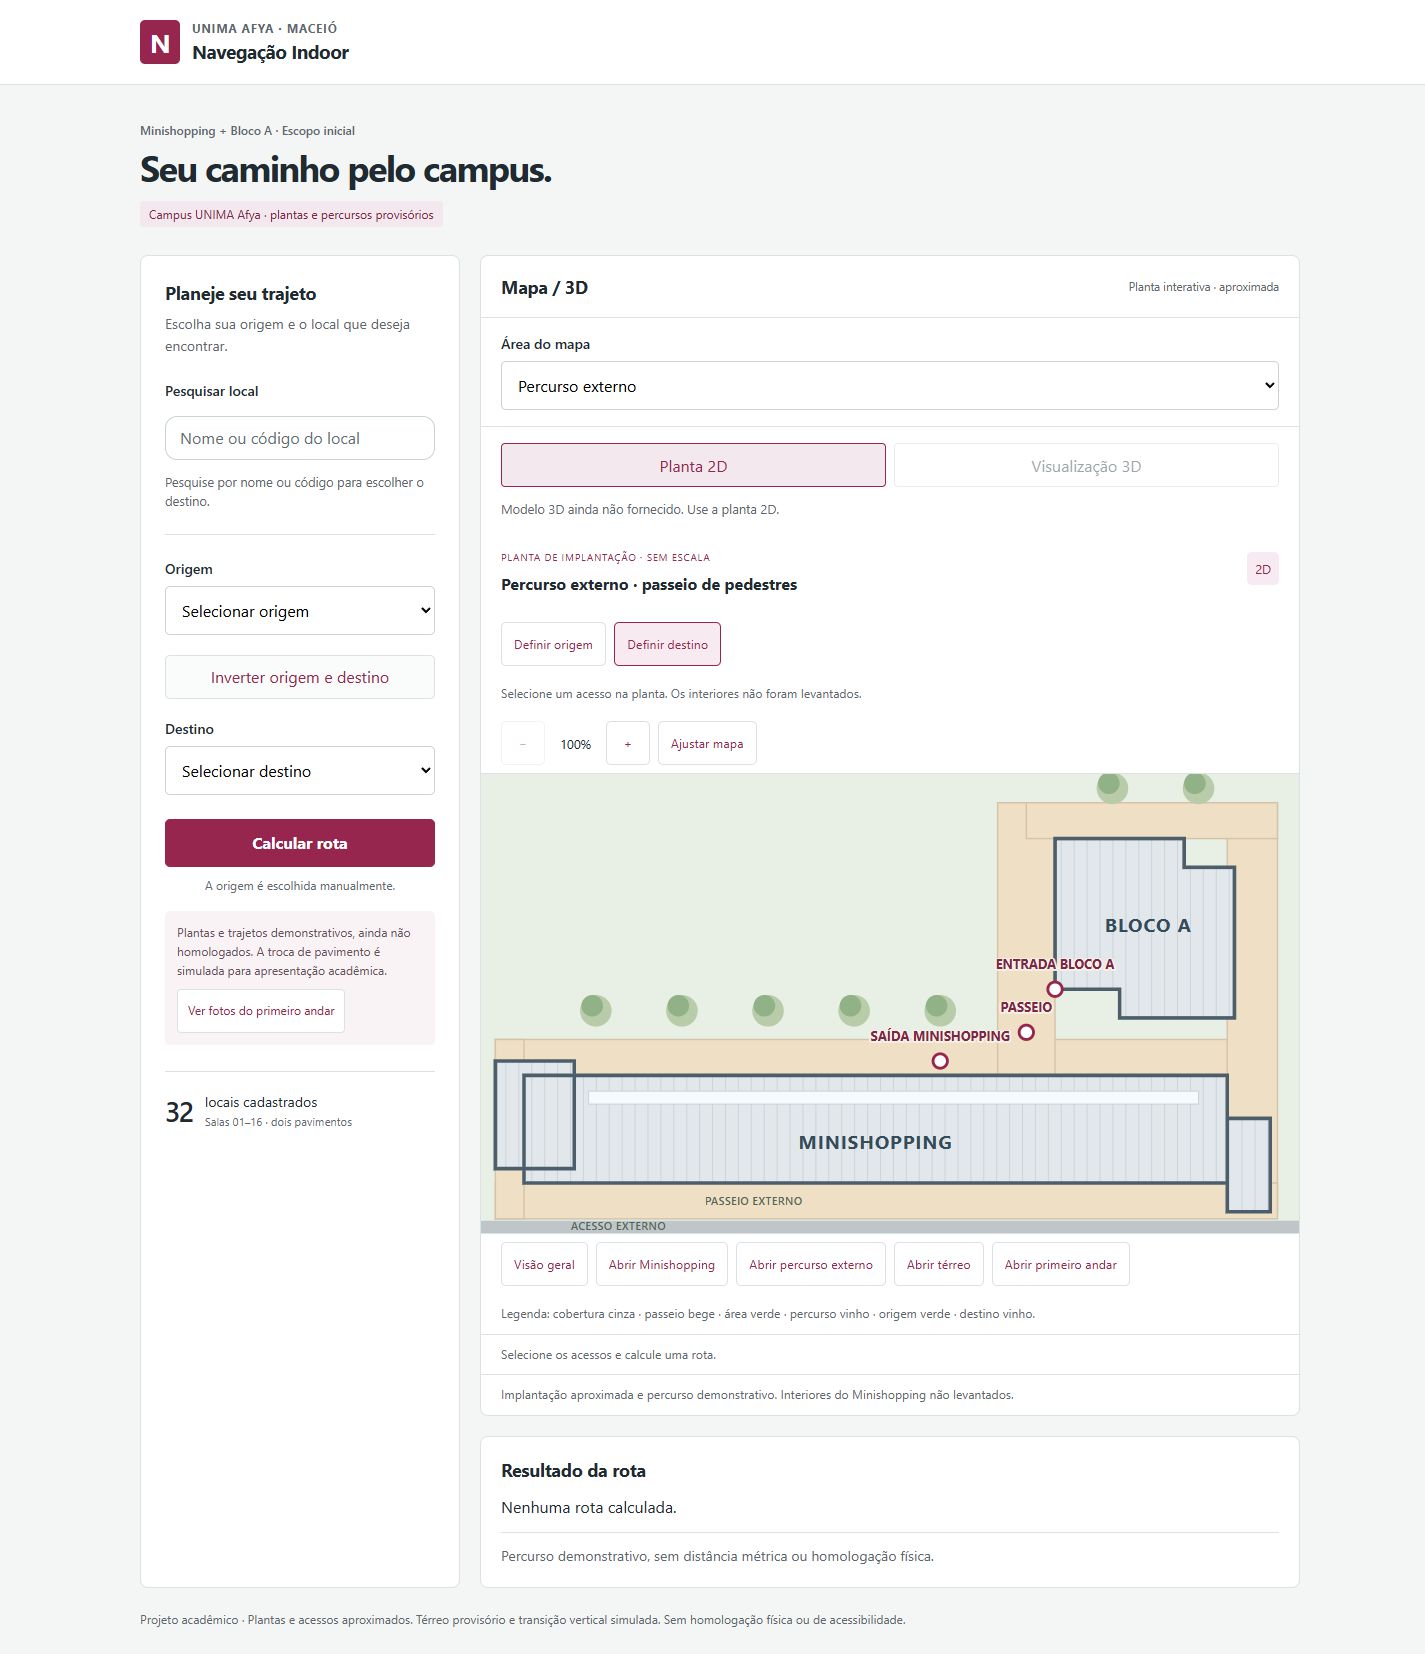 N
UNIMA AFYA · MACEIÓ
Navegação Indoor
Minishopping + Bloco A · Escopo inicial
Seu caminho pelo campus.
Campus UNIMA Afya · plantas e percursos provisórios
Planeje seu trajeto
Escolha sua origem e o local que deseja
encontrar.
Pesquisar local
Nome ou código do local
Pesquise por nome ou código para escolher o
destino.
Origem
Selecionar origem
Inverter origem e destino
Destino
Selecionar destino
Calcular rota
A origem é escolhida manualmente.
Plantas e trajetos demonstrativos, ainda não
homologados. A troca de pavimento é
simulada para apresentação acadêmica.
Ver fotos do primeiro andar
32
locais cadastrados
Salas 01–16 · dois pavimentos
Mapa / 3D
Planta interativa · aproximada
Área do mapa
Percurso externo
Planta 2D
Visualização 3D
Modelo 3D ainda não fornecido. Use a planta 2D.
PLANTA DE IMPLANTAÇÃO · SEM ESCALA
Percurso externo · passeio de pedestres
2D
Definir origem
Definir destino
Selecione um acesso na planta. Os interiores não foram levantados.
−
100%
+
Ajustar mapa
BLOCO A
ENTRADA BLOCO A
PASSEIO
SAÍDA MINISHOPPING
MINISHOPPING
PASSEIO EXTERNO
ACESSO EXTERNO
Visão geral
Abrir Minishopping
Abrir percurso externo
Abrir térreo
Abrir primeiro andar
Legenda: cobertura cinza · passeio bege · área verde · percurso vinho · origem verde · destino vinho.
Selecione os acessos e calcule uma rota.
Implantação aproximada e percurso demonstrativo. Interiores do Minishopping não levantados.
Resultado da rota
Nenhuma rota calculada.
Percurso demonstrativo, sem distância métrica ou homologação física.
Projeto acadêmico · Plantas e acessos aproximados. Térreo provisório e transição vertical simulada. Sem homologação física ou de acessibilidade.